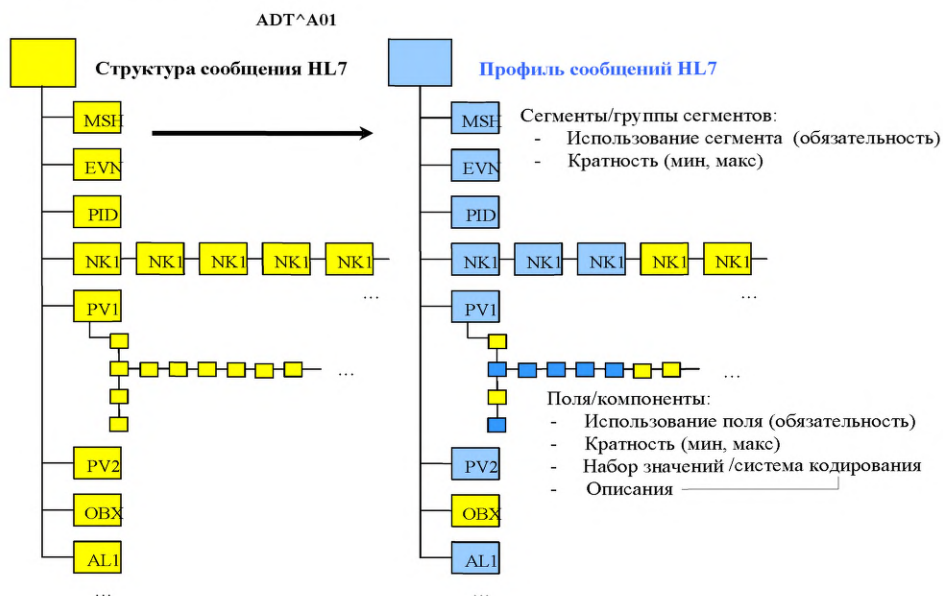 ADT^A01
Структура сообщения HL7
MSH
EVN
PID
NK1 NK1 NK1 NK1 NK1
...
PV1
...
PV2
OBX
AL1
...
Профиль сообщений HL7
MSH
Сегменты/группы сегментов:
- Использование сегмента (обязательность)
- Кратность (мин, макс)
EVN
PID
NK1 NK1 NK1 NK1 NK1
...
PV1
...
Поля/компоненты:
- Использование поля (обязательность)
- Кратность (мин, макс)
- Набор значений /система кодирования
- Описания
PV2
OBX
AL1
...